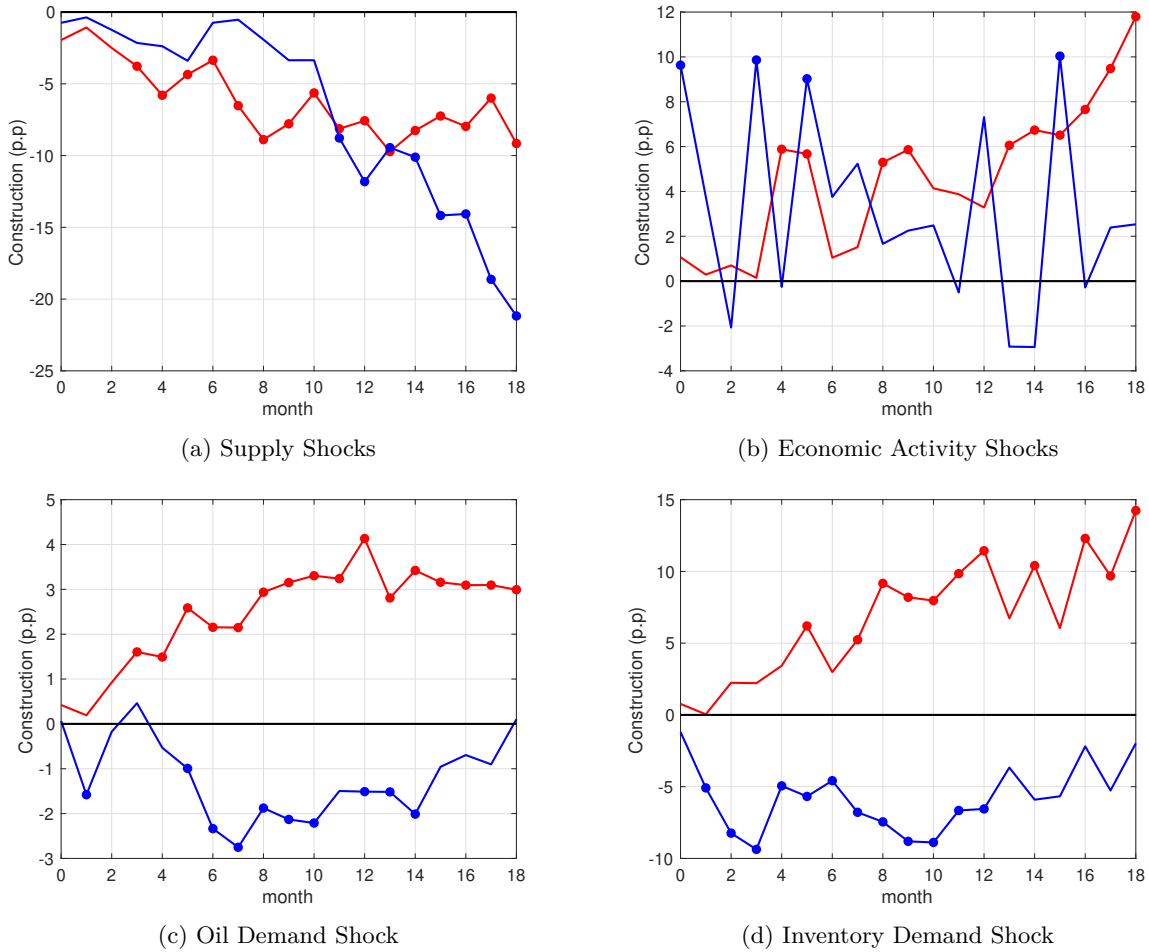 0
-5
-10
-15
-20
-25
Construction (p.p)
0 2 4 6 8 10 12 14 16 18
month
(a) Supply Shocks
12
10
8
6
4
2
0
-2
-4
Construction (p.p)
0 2 4 6 8 10 12 14 16 18
month
(b) Economic Activity Shocks
5
4
3
2
1
0
-1
-2
-3
Construction (p.p)
0 2 4 6 8 10 12 14 16 18
month
(c) Oil Demand Shock
15
10
5
0
-5
-10
Construction (p.p)
0 2 4 6 8 10 12 14 16 18
month
(d) Inventory Demand Shock